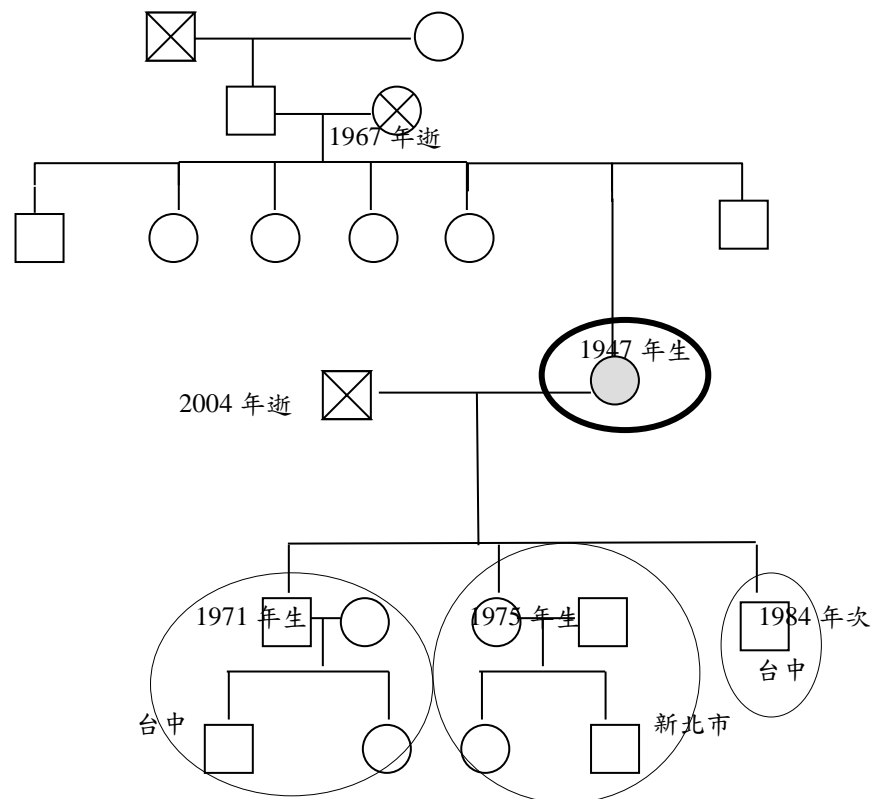 1967 年逝
1947 年生
2004 年逝
1971 年生
1975 年生
1984 年次
台中
台中
新北市